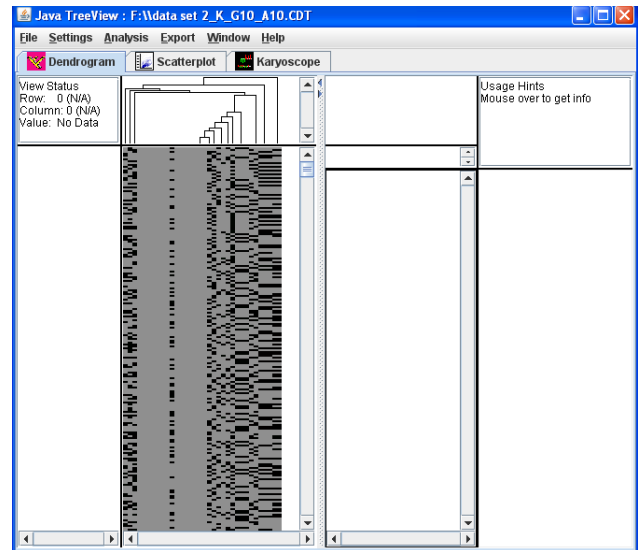 Java TreeView : F:\\data set 2_K_G10_A10.CDT
File Settings Analysis Export Window Help
Dendrogram Scatterplot Karyoscope
View Status
Row: 0 (N/A)
Column: 0 (N/A)
Value: No Data
Usage Hints
Mouse over to get info